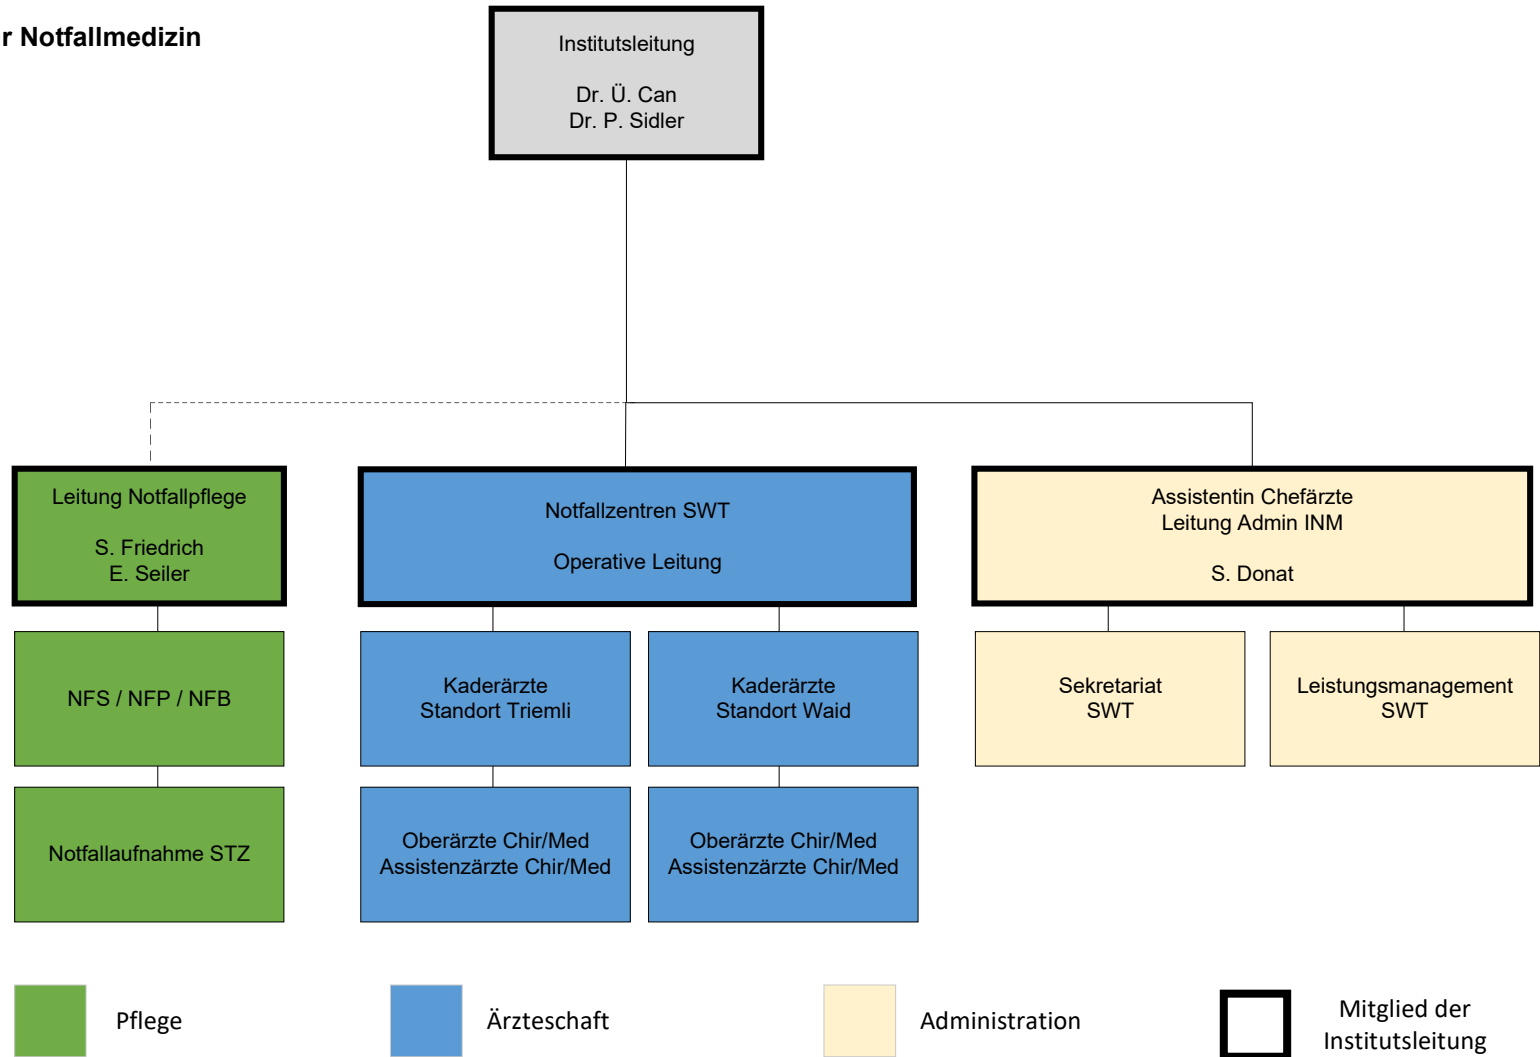 r Notfallmedizin
Institutsleitung
Dr. Ü. Can
Dr. P. Sidler
Leitung Notfallpflege
S. Friedrich
E. Seiler
Notfallzentren SWT
Operative Leitung
Assistentin Chefärzte
Leitung Admin INM
S. Donat
NFS / NFP / NFB
Kaderärzte
Standort Triemli
Kaderärzte
Standort Waid
Sekretariat
SWT
Leistungsmanagement
SWT
Notfallaufnahme STZ
Oberärzte Chir/Med
Assistenzärzte Chir/Med
Oberärzte Chir/Med
Assistenzärzte Chir/Med
Pflege
Ärzteschaft
Administration
Mitglied der
Institutsleitung